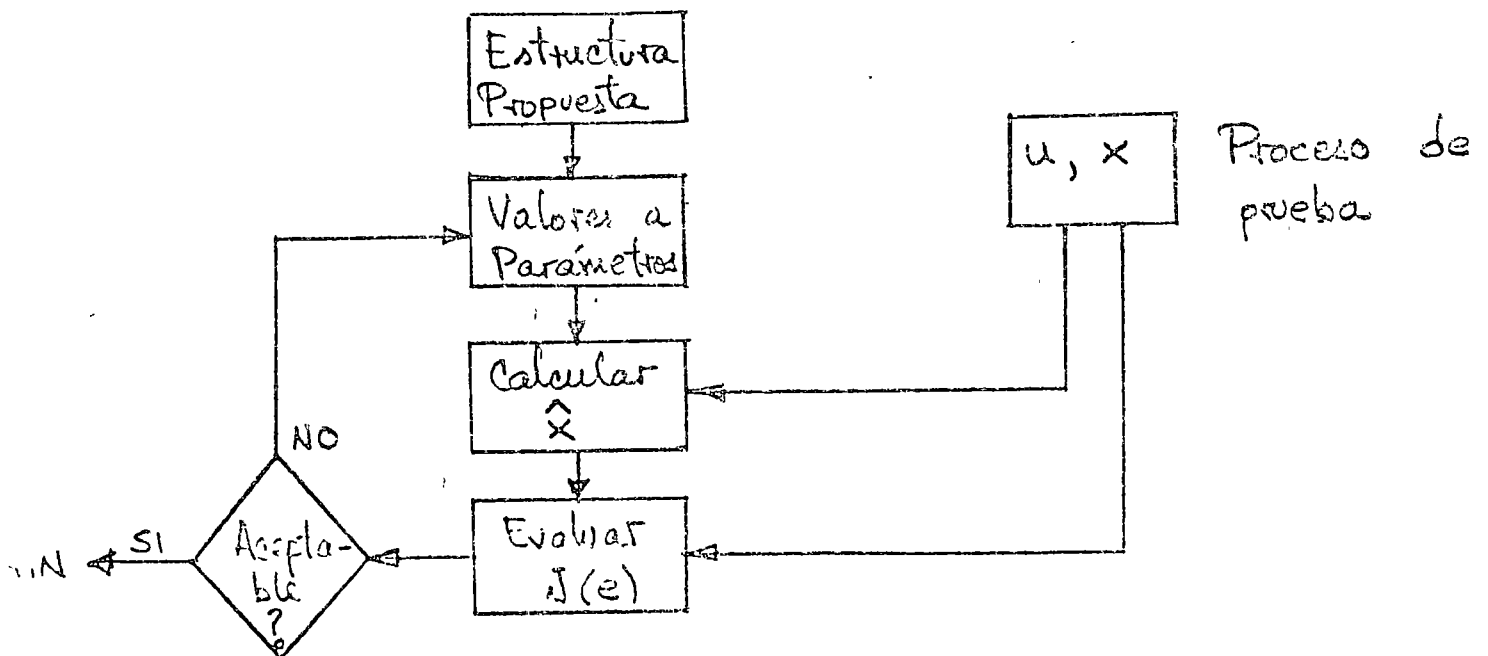 Estructura
Propuesta
u, x
Proceso de
prueba
Valores a
Parámetros
Calcular
x̂
NO
SI
Acepta-
ble
?
Evaluar
J(e)